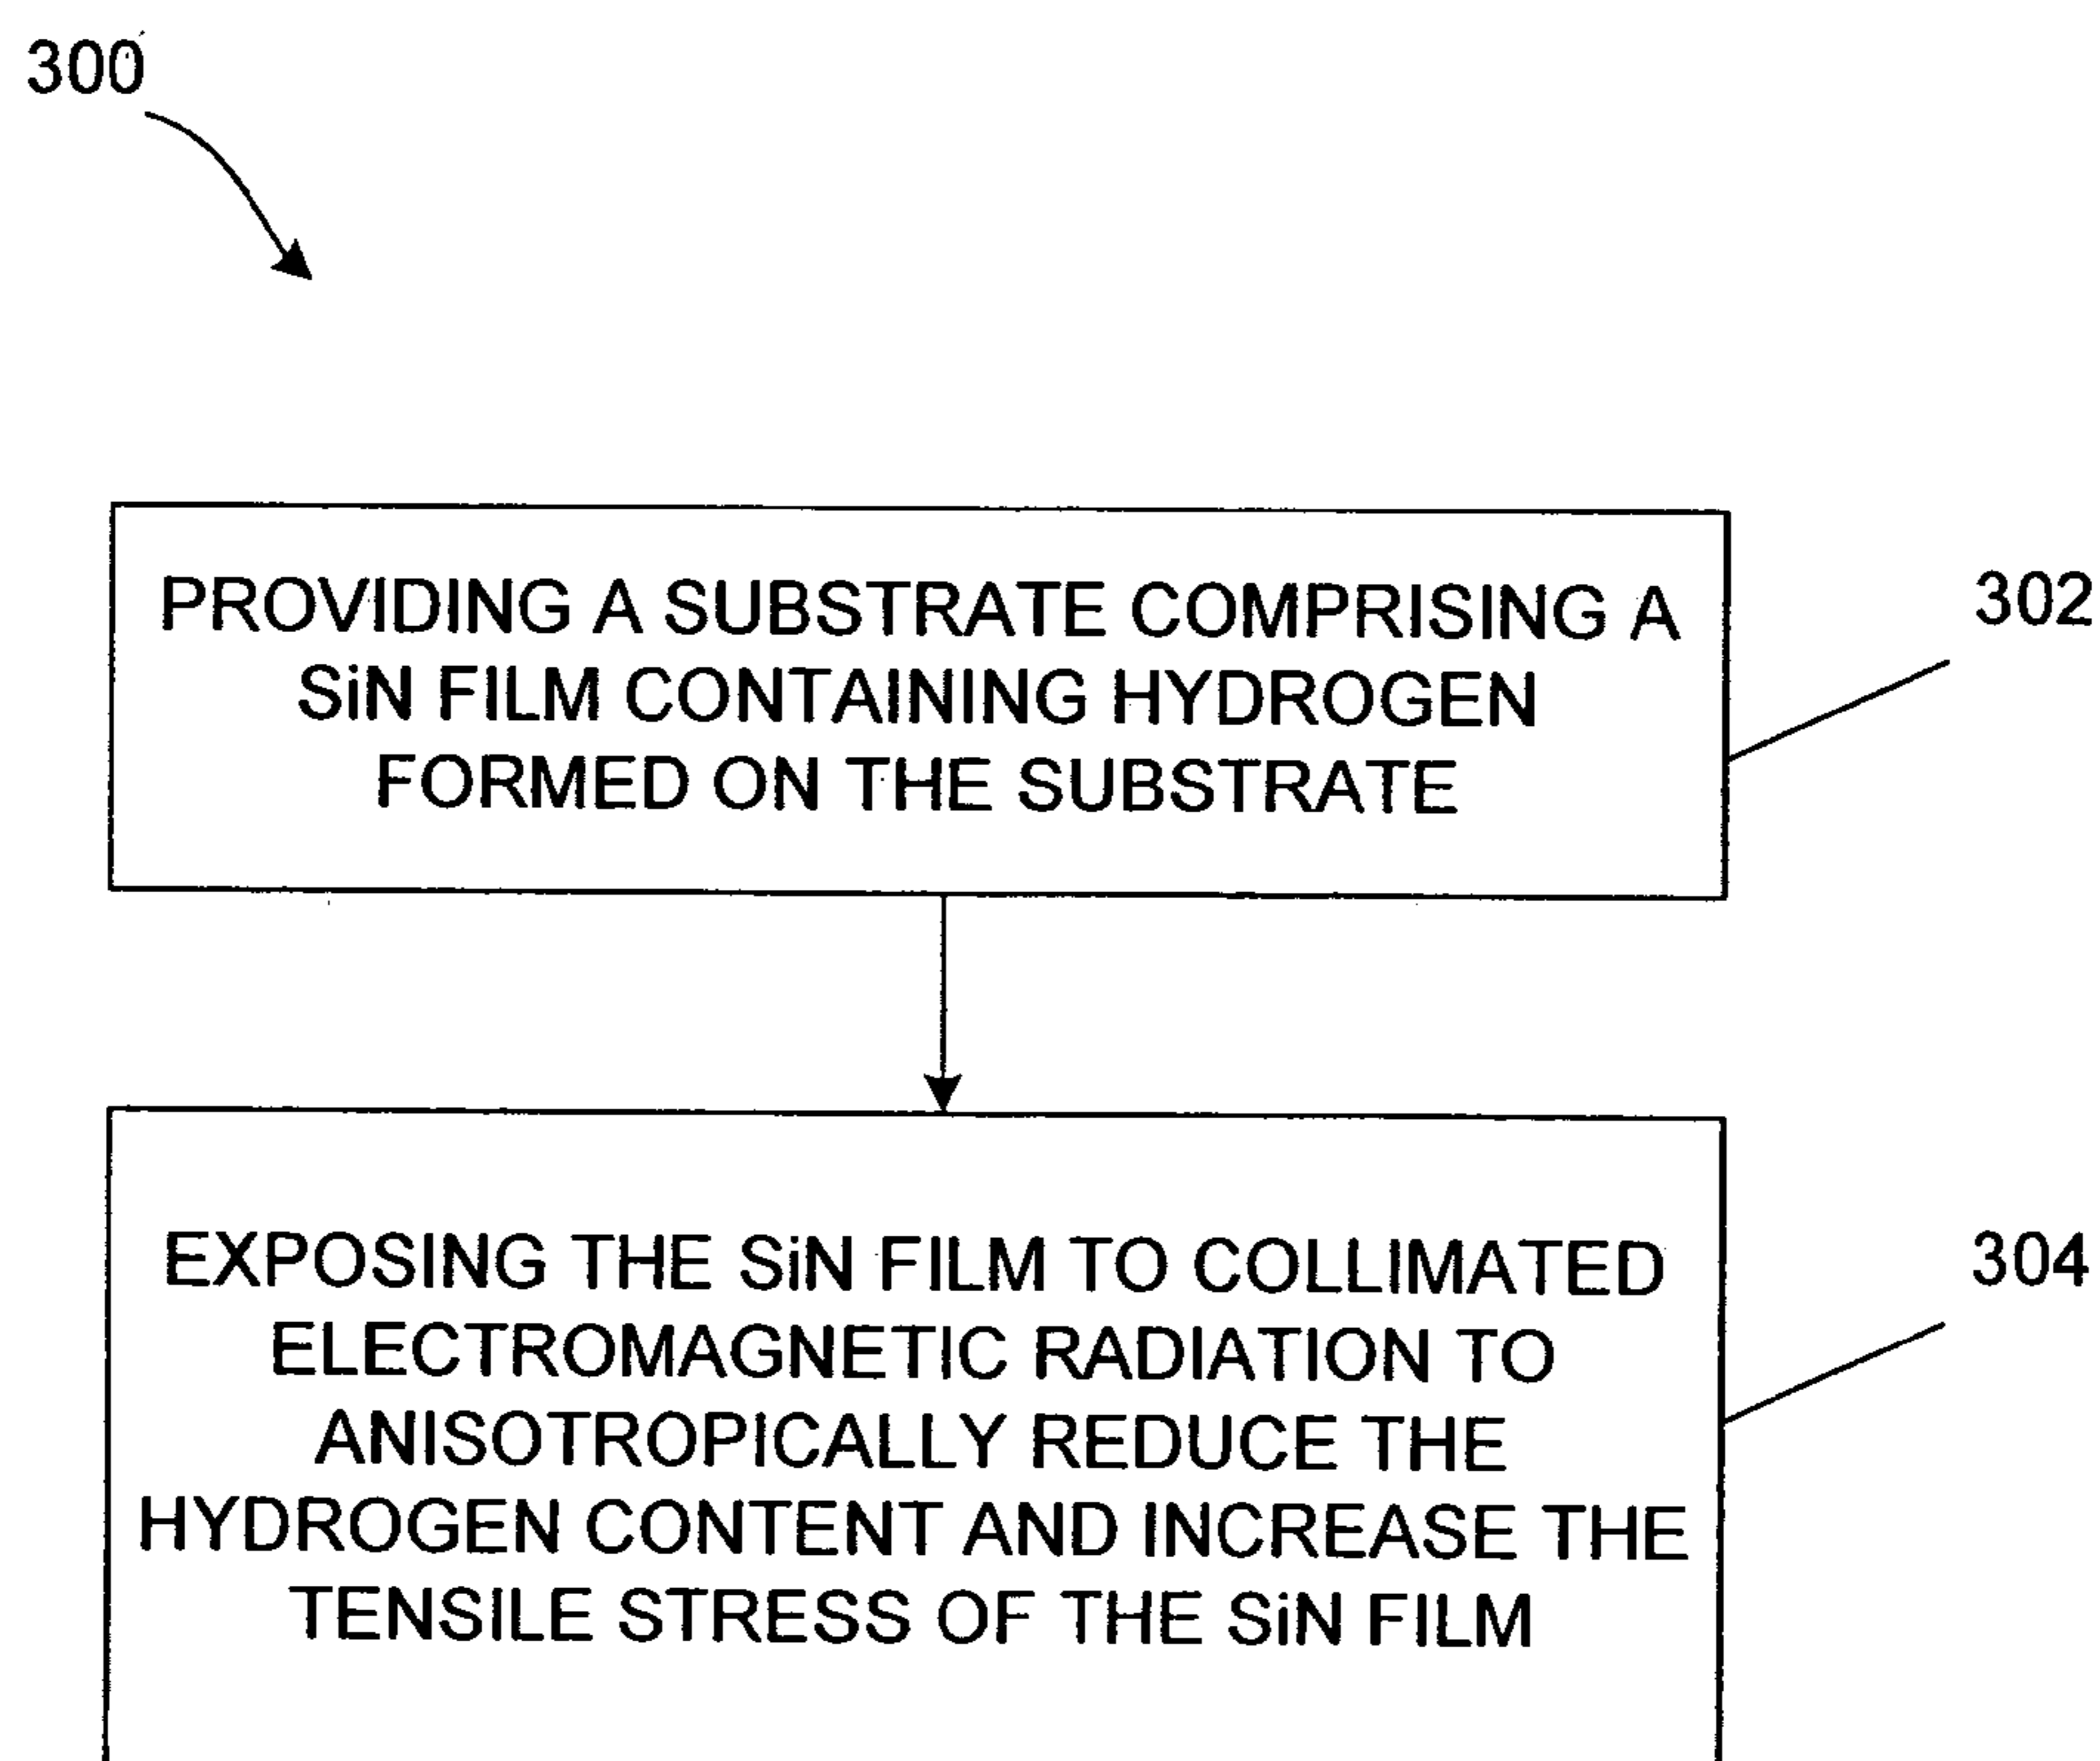 300
PROVIDING A SUBSTRATE COMPRISING A
SiN FILM CONTAINING HYDROGEN
FORMED ON THE SUBSTRATE
302
EXPOSING THE SiN FILM TO COLLIMATED
ELECTROMAGNETIC RADIATION TO
ANISOTROPICALLY REDUCE THE
HYDROGEN CONTENT AND INCREASE THE
TENSILE STRESS OF THE SiN FILM
304